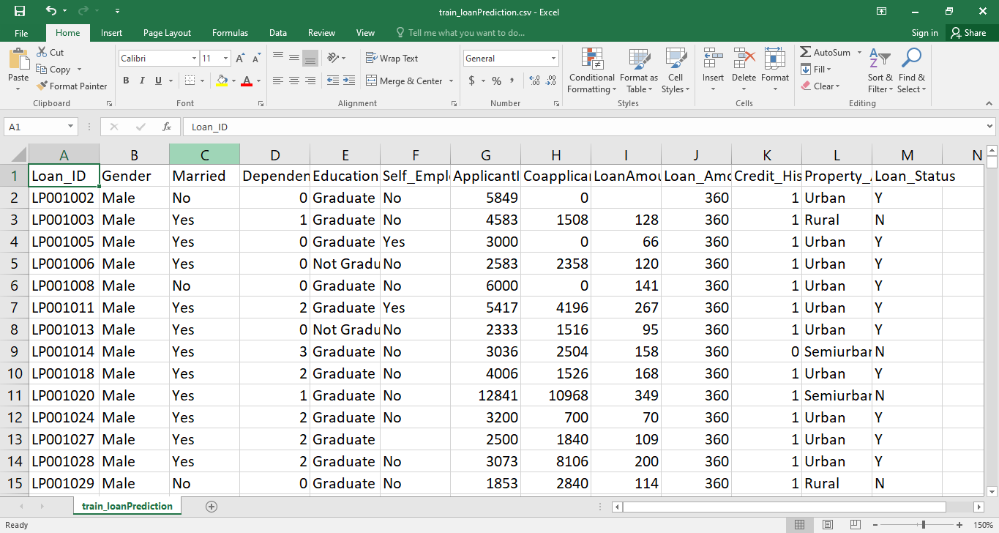 train_loanPrediction.csv - Excel
File Home Insert Page Layout Formulas Data Review View Tell me what you want to do... Sign in Share
Paste Cut Copy Format Painter
Clipboard
Calibri 11
B I U A
Font
Wrap Text
Merge & Center
Alignment
General
$ % ,
Number
Conditional Formatting Format as Table Cell Styles
Styles
Insert Delete Format
Cells
AutoSum Fill Clear Sort & Filter Find & Select
Editing
A1 fx Loan_ID
A B C D E F G H I J K L M N
1 Loan_ID Gender Married Dependen Education Self_Empl ApplicantI Coapplicar LoanAmou Loan_Amo Credit_His Property_A Loan_Status
2 LP001002 Male No 0 Graduate No 5849 0 360 1 Urban Y
3 LP001003 Male Yes 1 Graduate No 4583 1508 128 360 1 Rural N
4 LP001005 Male Yes 0 Graduate Yes 3000 0 66 360 1 Urban Y
5 LP001006 Male Yes 0 Not Gradu No 2583 2358 120 360 1 Urban Y
6 LP001008 Male No 0 Graduate No 6000 0 141 360 1 Urban Y
7 LP001011 Male Yes 2 Graduate Yes 5417 4196 267 360 1 Urban Y
8 LP001013 Male Yes 0 Not Gradu No 2333 1516 95 360 1 Urban Y
9 LP001014 Male Yes 3 Graduate No 3036 2504 158 360 0 Semiurbar N
10 LP001018 Male Yes 2 Graduate No 4006 1526 168 360 1 Urban Y
11 LP001020 Male Yes 1 Graduate No 12841 10968 349 360 1 Semiurbar N
12 LP001024 Male Yes 2 Graduate No 3200 700 70 360 1 Urban Y
13 LP001027 Male Yes 2 Graduate 2500 1840 109 360 1 Urban Y
14 LP001028 Male Yes 2 Graduate No 3073 8106 200 360 1 Urban Y
15 LP001029 Male No 0 Graduate No 1853 2840 114 360 1 Rural N
train_loanPrediction
Ready 150%